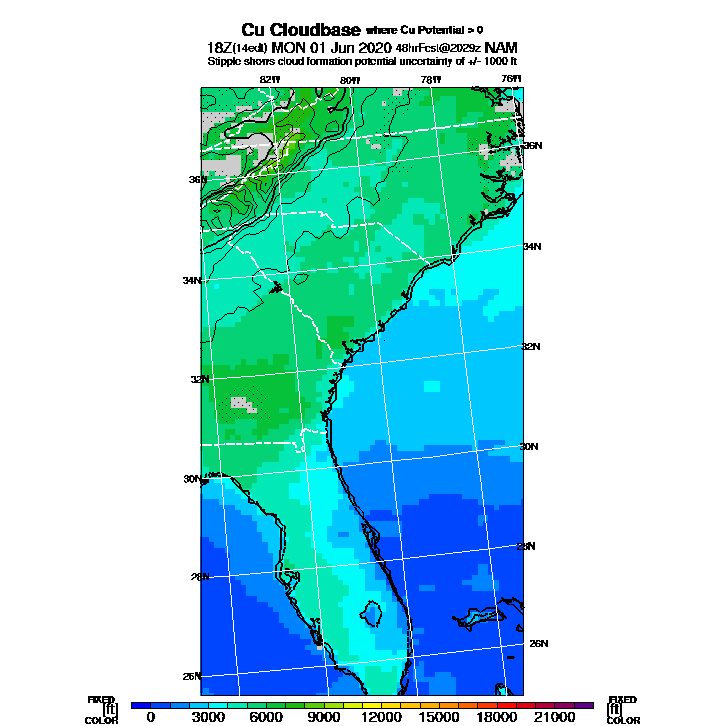 Cu Cloudbase where Cu Potential > 0
18Z(14edt) MON 01 Jun 2020 48hrFcst@2029z NAM
Stipple shows cloud formation potential uncertainty of +/- 1000 ft
82W 80W 78W 76W
36N
36N
34N
34N
32N
32N
30N
30N
28N
28N
26N
26N
FIXED FIXED
[ft] [ft]
COLOR 0 3000 6000 9000 12000 15000 18000 21000 COLOR